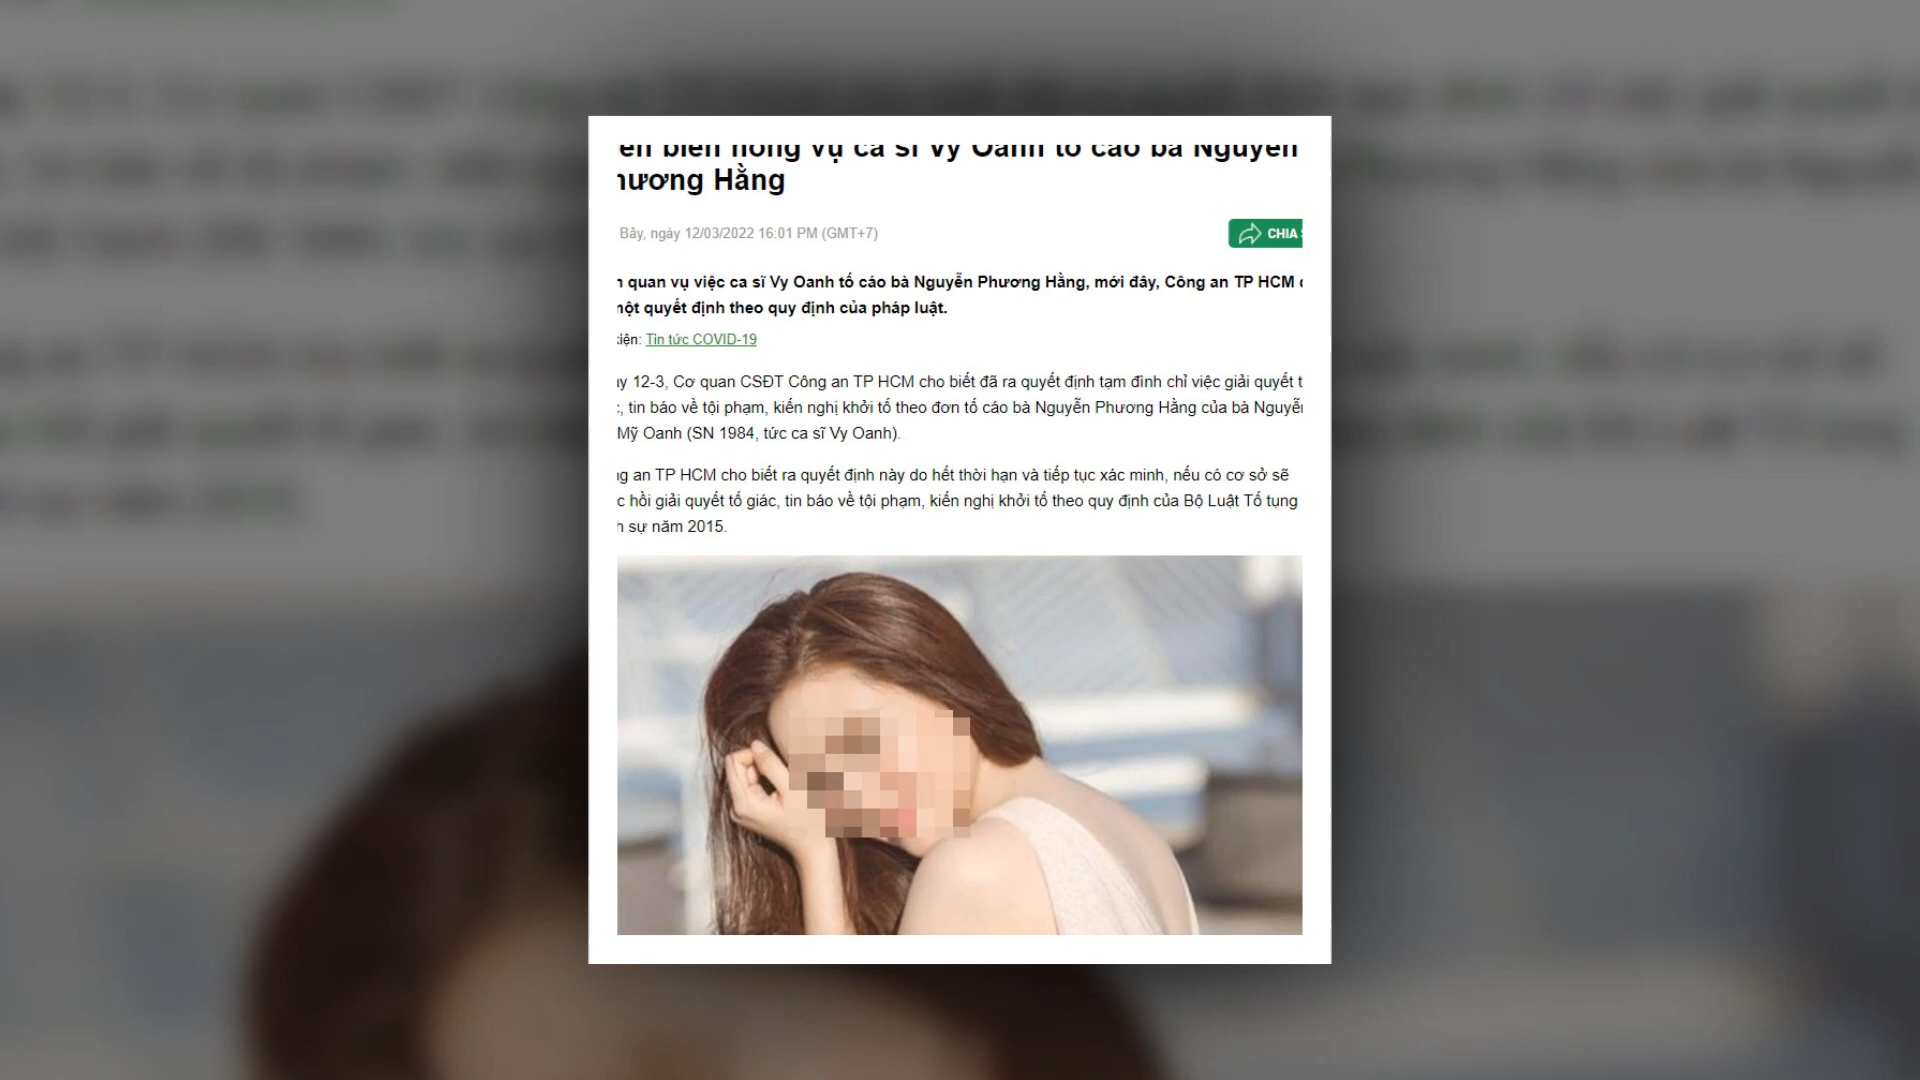 ến biến nóng vụ ca sĩ Vy Oanh tố cáo bà Nguyễn
hương Hằng
Bảy, ngày 12/03/2022 16:01 PM (GMT+7)
CHIA
n quan vụ việc ca sĩ Vy Oanh tố cáo bà Nguyễn Phương Hằng, mới đây, Công an TP HCM
một quyết định theo quy định của pháp luật.
kiện: Tin tức COVID-19
ày 12-3, Cơ quan CSĐT Công an TP HCM cho biết đã ra quyết định tạm đình chỉ việc giải quyết t
c, tin báo về tội phạm, kiến nghị khởi tố theo đơn tố cáo bà Nguyễn Phương Hằng của bà Nguyễn
Mỹ Oanh (SN 1984, tức ca sĩ Vy Oanh).
ng an TP HCM cho biết ra quyết định này do hết thời hạn và tiếp tục xác minh, nếu có cơ sở sẽ
c hồi giải quyết tố giác, tin báo về tội phạm, kiến nghị khởi tố theo quy định của Bộ Luật Tố tụng
h sự năm 2015.